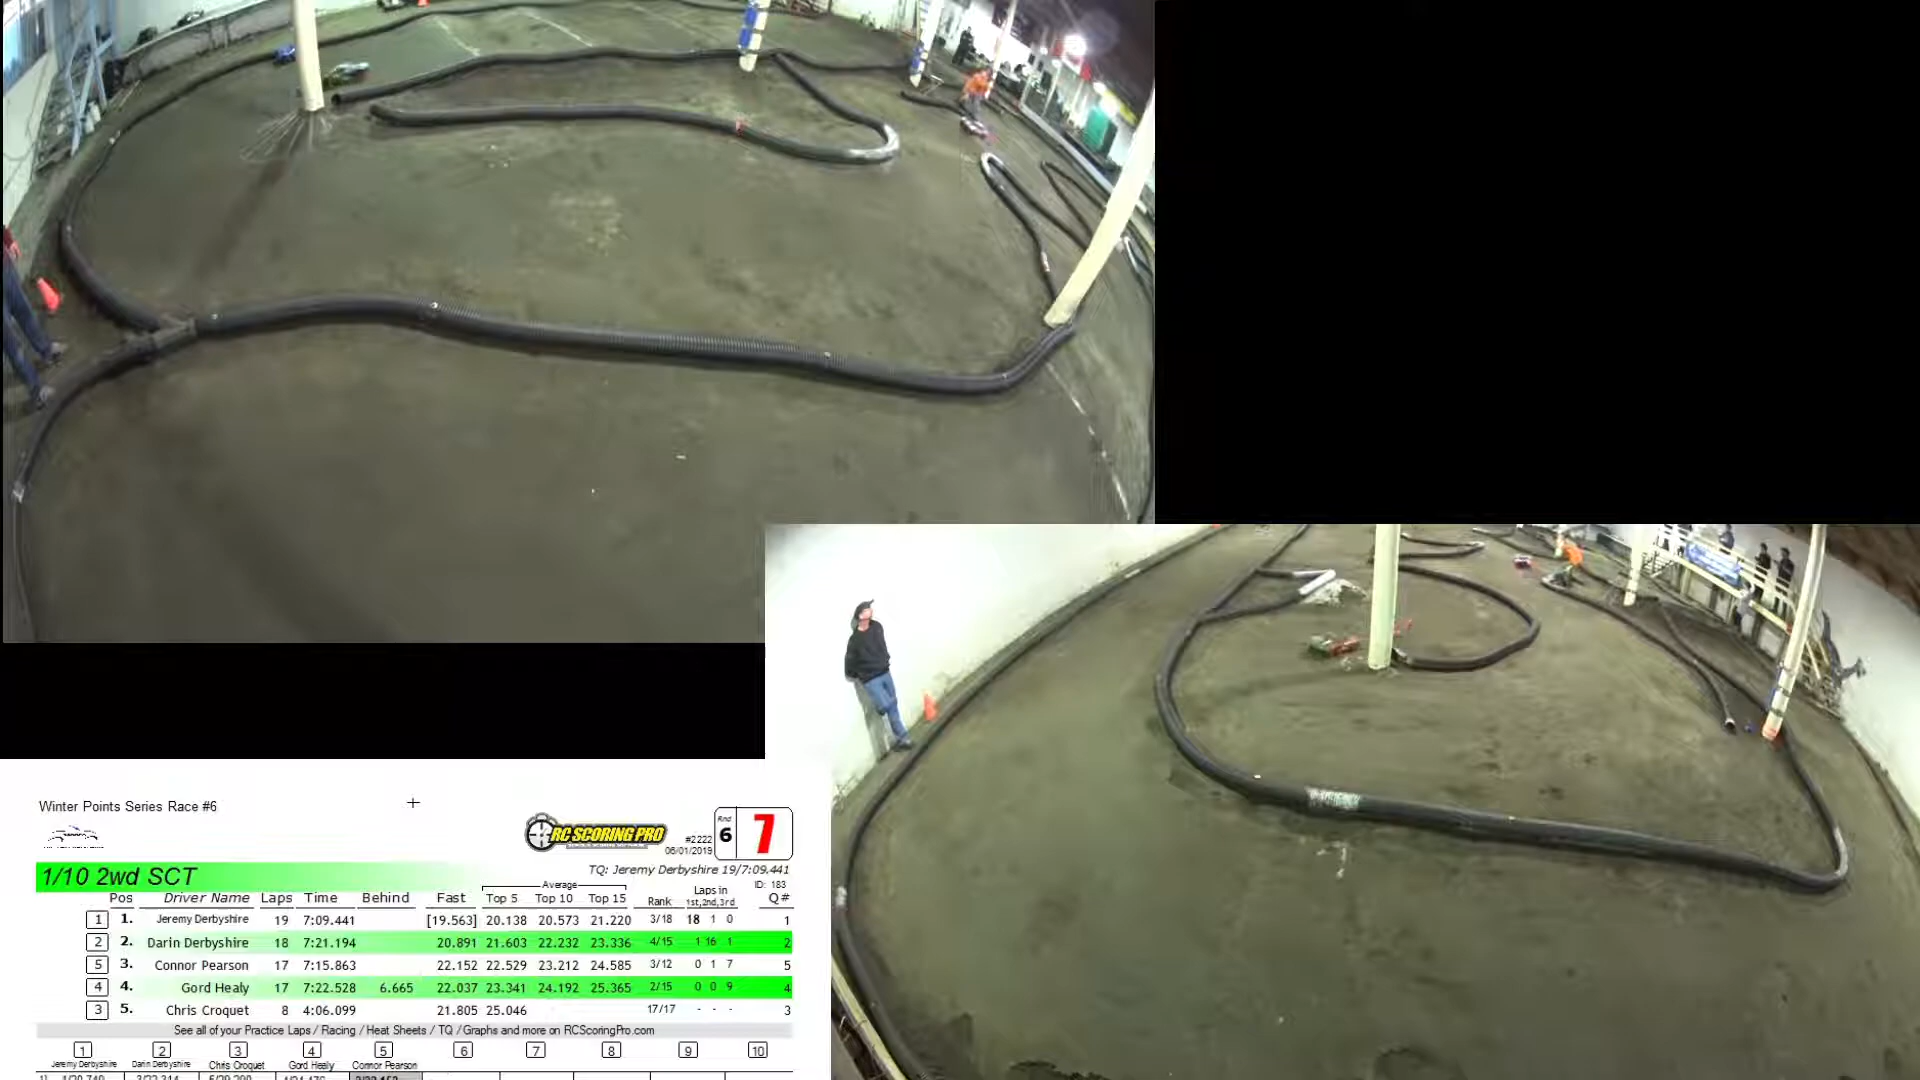 Winter Points Series Race #6
RC SCORING PRO
#2222
06/01/2019
Rnd
6
7
1/10 2wd SCT
TQ: Jeremy Derbyshire 19/7:09.441
ID: 183
Average
Laps in
Pos Driver Name Laps Time Behind Fast Top 5 Top 10 Top 15 Rank 1st,2nd,3rd Q#
1 1. Jeremy Derbyshire 19 7:09.441 [19.563] 20.138 20.573 21.220 3/18 18 1 0 1
2 2. Darin Derbyshire 18 7:21.194 20.891 21.603 22.232 23.336 4/15 1 16 1 2
5 3. Connor Pearson 17 7:15.863 22.152 22.529 23.212 24.585 3/12 0 1 7 5
4 4. Gord Healy 17 7:22.528 6.665 22.037 23.341 24.192 25.365 2/15 0 0 9 4
3 5. Chris Croquet 8 4:06.099 21.805 25.046 17/17 - - - 3
See all of your Practice Laps / Racing / Heat Sheets / TQ / Graphs and more on RCScoringPro.com
1 2 3 4 5 6 7 8 9 10
Jeremy Derbyshire Darin Derbyshire Chris Croquet Gord Healy Connor Pearson